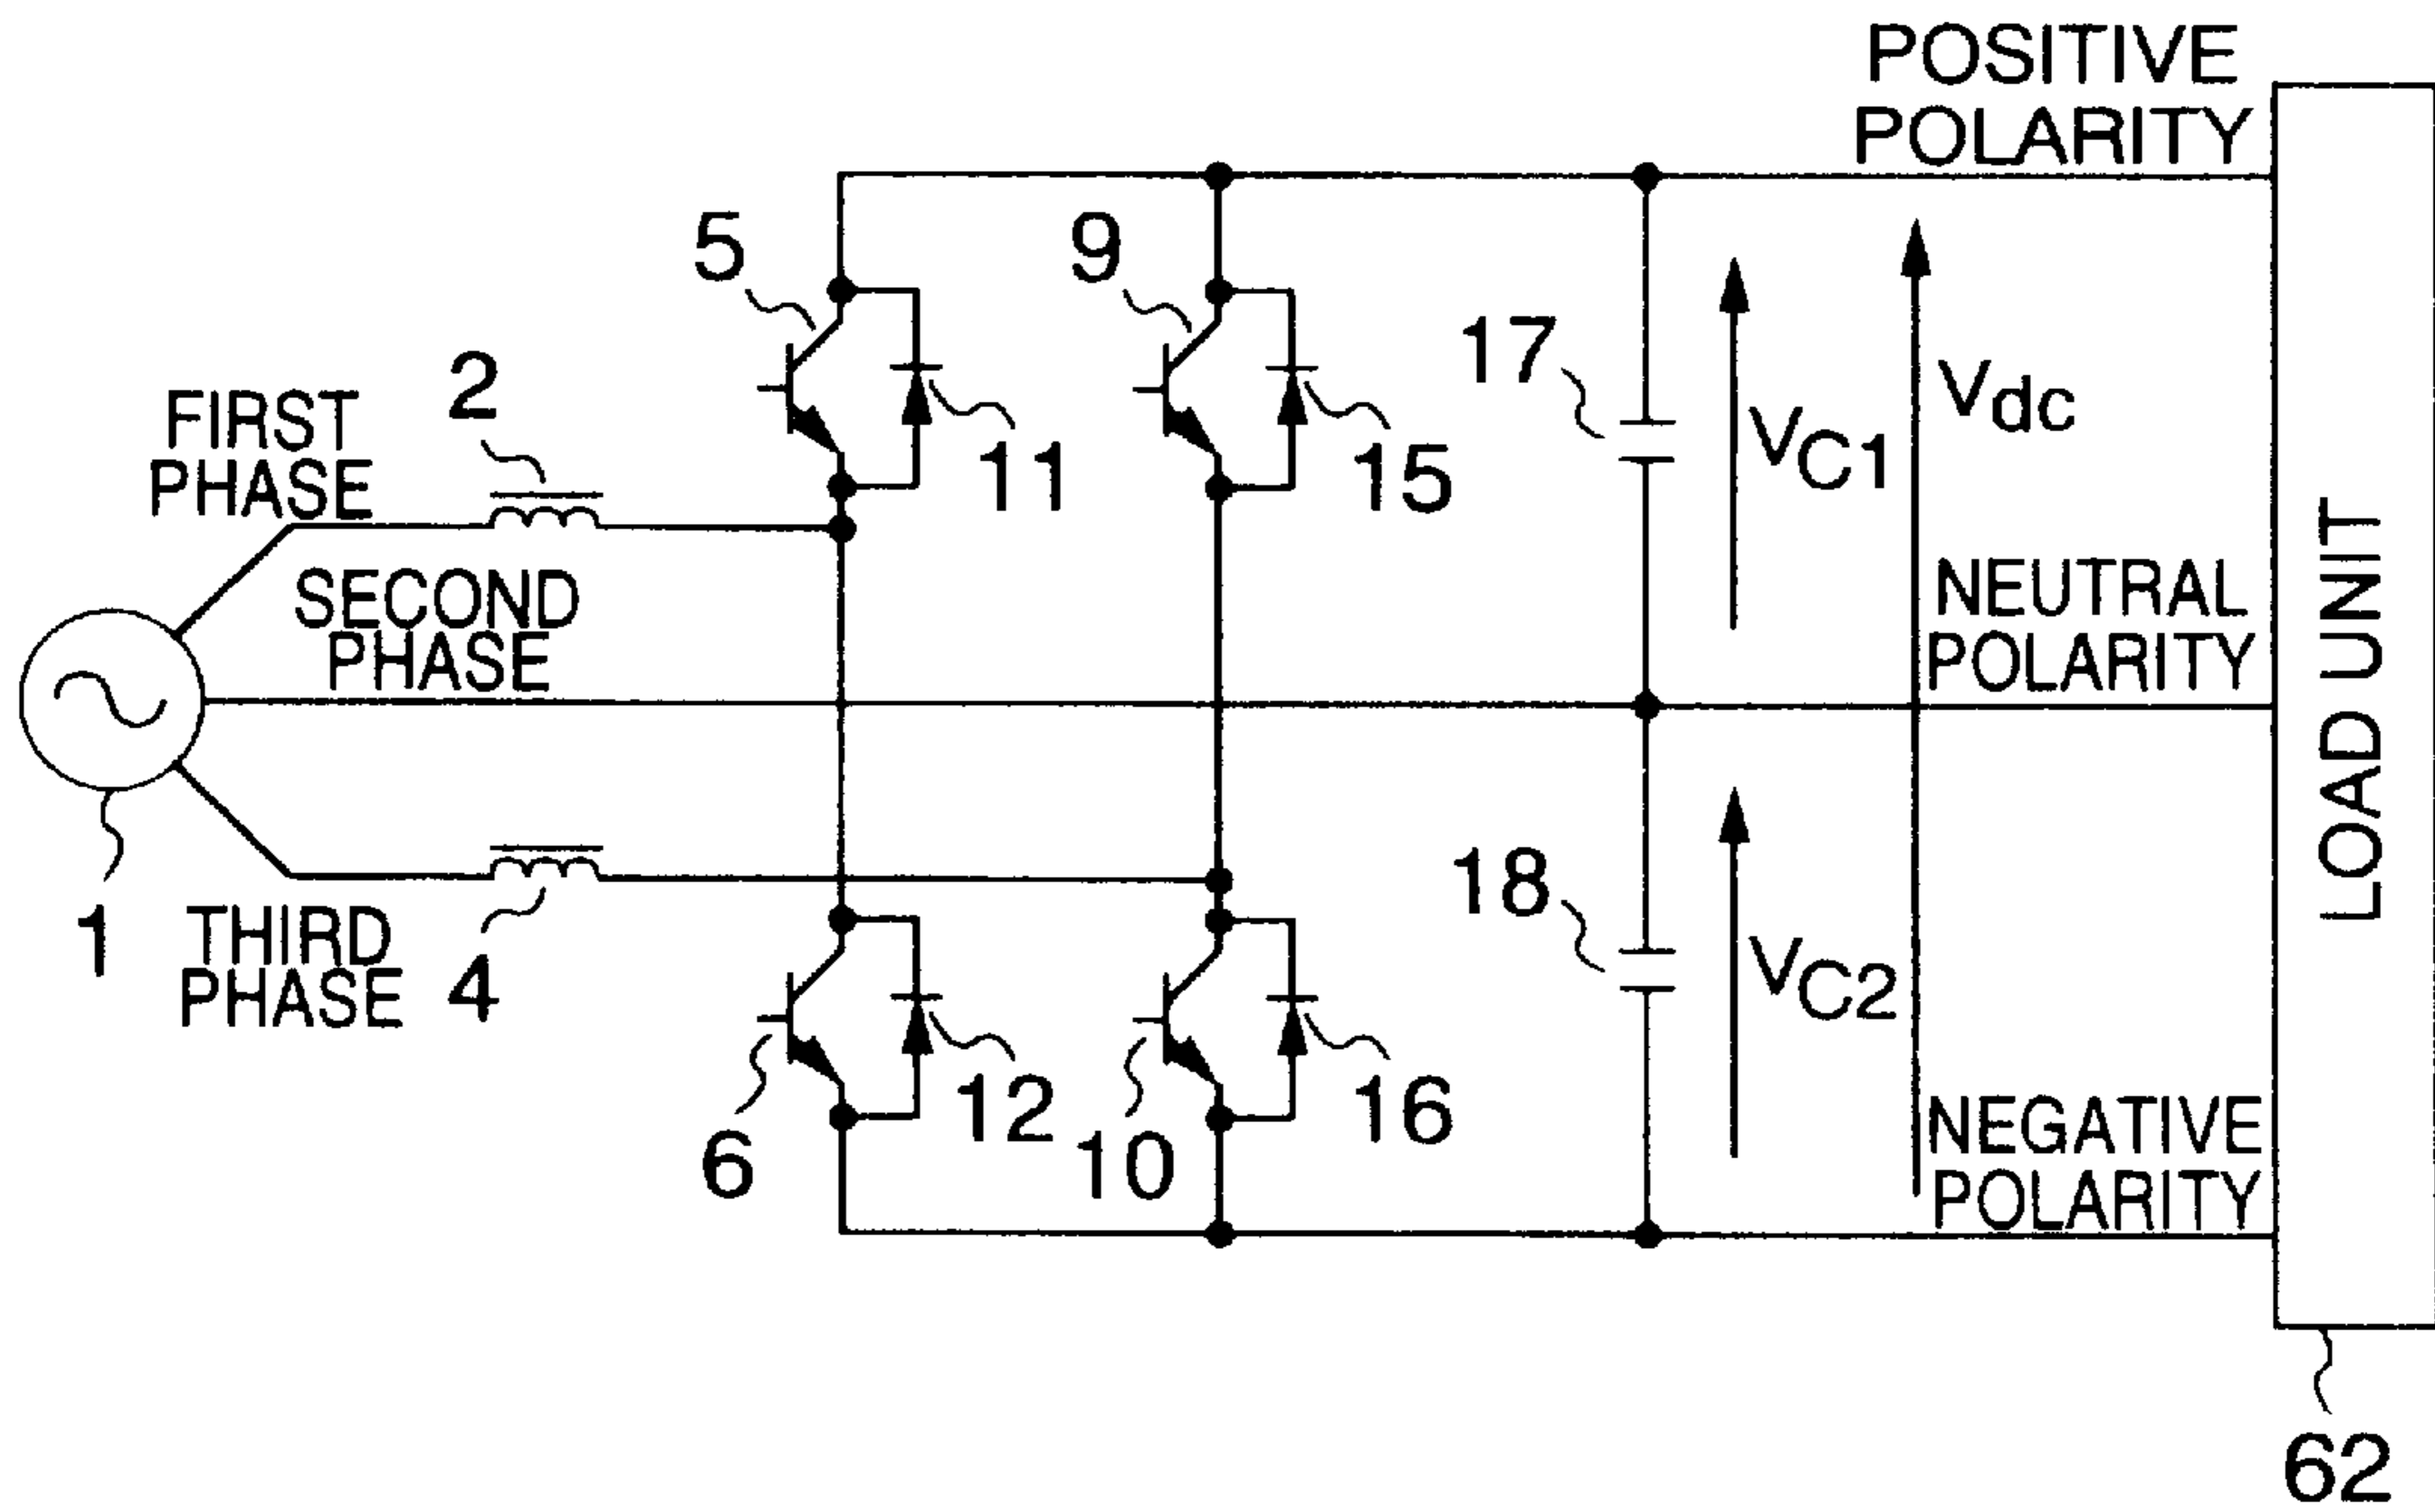 POSITIVE
POLARITY
5
9
2
FIRST
PHASE
11
15
17
VC1
Vdc
SECOND
PHASE
NEUTRAL
POLARITY
LOAD UNIT
1
THIRD
PHASE
4
18
VC2
6
12
10
16
NEGATIVE
POLARITY
62